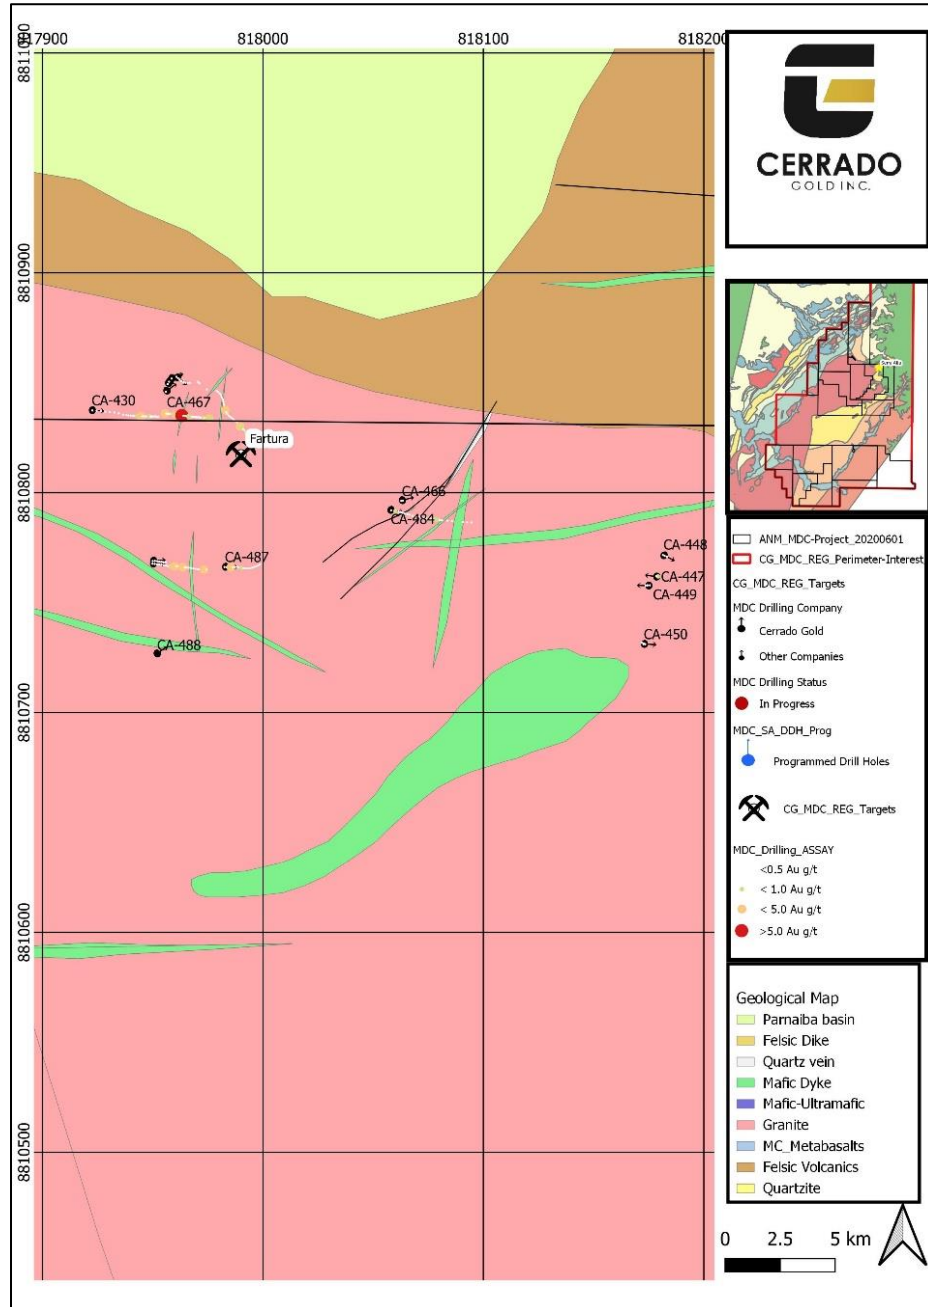 817900
818000
818100
818200
8811000
8810900
8810800
8810700
8810600
8810500
CA-430
CA-467
Fartura
CA-466
CA-484
CA-487
CA-448
CA-447
CA-449
CA-450
CA-488
CERRADO
GOLD INC.
Serra Alta
ANM_MDC-Project_20200601
CG_MDC_REG_Perimeter-Interest
CG_MDC_REG_Targets
MDC Drilling Company
Cerrado Gold
Other Companies
MDC Drilling Status
In Progress
MDC_SA_DDH_Prog
Programmed Drill Holes
CG_MDC_REG_Targets
MDC_Drilling_ASSAY
<0.5 Au g/t
< 1.0 Au g/t
< 5.0 Au g/t
>5.0 Au g/t
Geological Map
Parnaiba basin
Felsic Dike
Quartz vein
Mafic Dyke
Mafic-Ultramafic
Granite
MC_Metabasalts
Felsic Volcanics
Quartzite
0 2.5 5 km